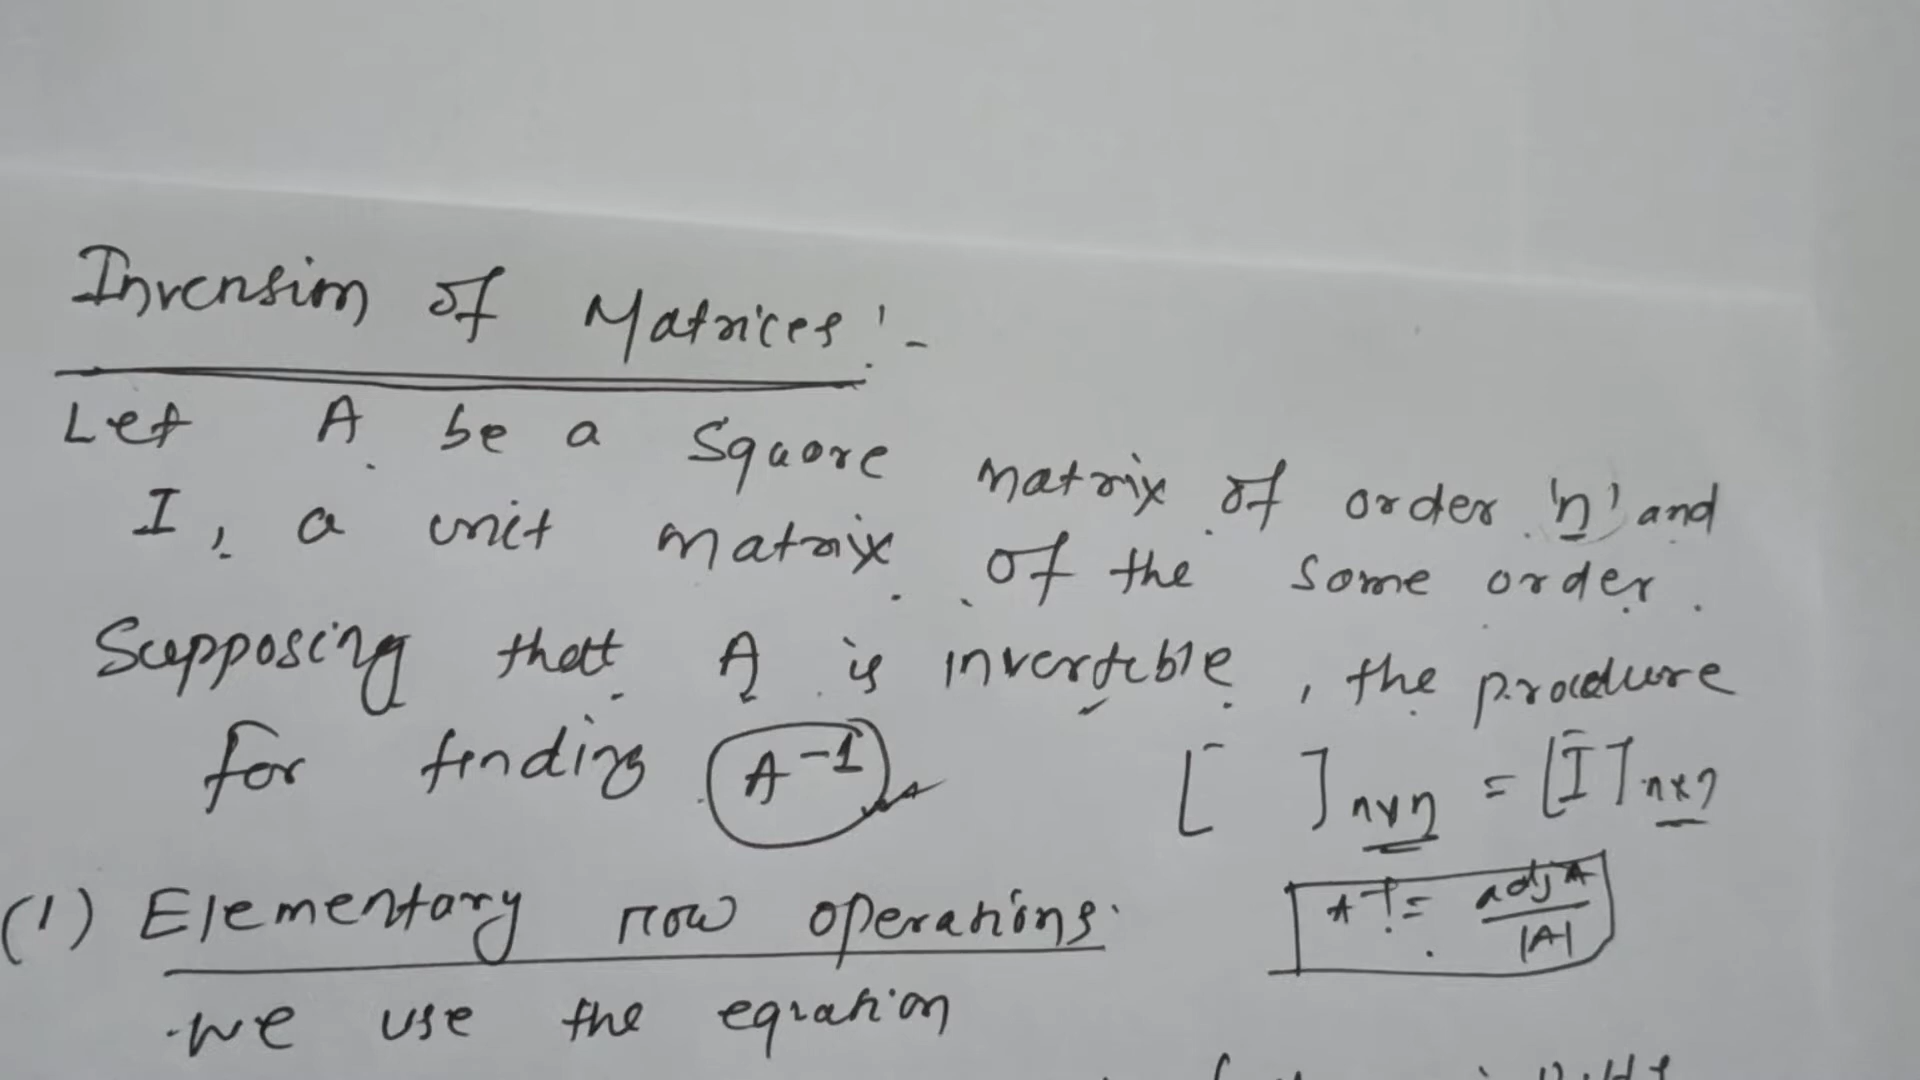 Inversion of Matrices :-
Let A be a square matrix of order 'n' and
I, a unit matrix of the same order.
Supposing that A is invertible, the procedure
for finding A⁻¹
[ ]n×n = [I]n×n
A⁻¹ = adj A / |A|
(1) Elementary row operations.
we use the equation